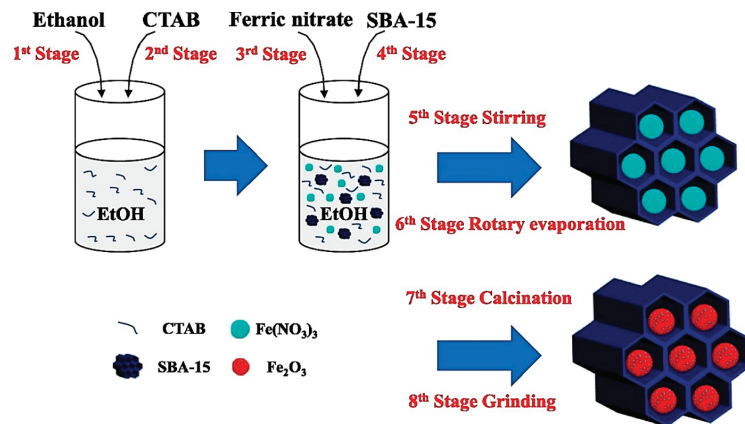 Ethanol CTAB Ferric nitrate SBA-15
1st Stage 2nd Stage 3rd Stage 4th Stage
5th Stage Stirring
EtOH EtOH
6th Stage Rotary evaporation
7th Stage Calcination
CTAB Fe(NO3)3
SBA-15 Fe2O3
8th Stage Grinding